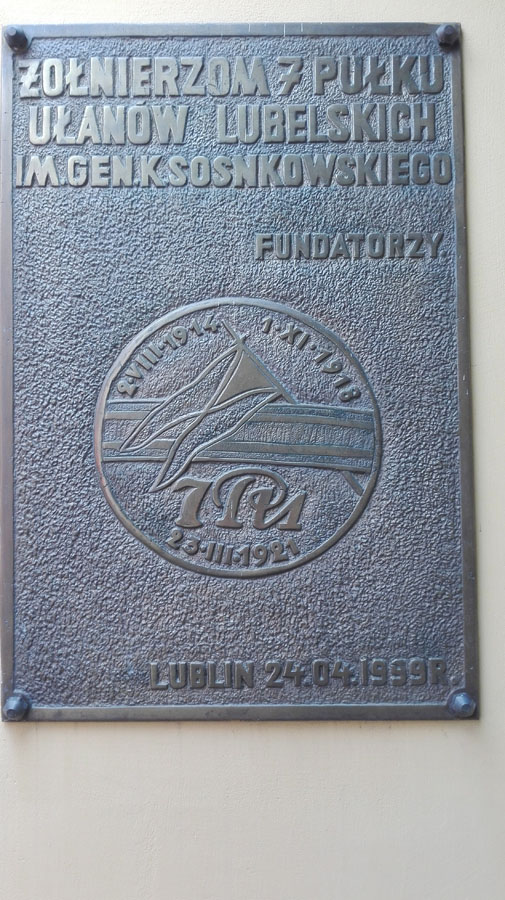 ŻOŁNIERZOM 7 PUŁKU
UŁANÓW LUBELSKICH
IM.GEN.K.SOSNKOWSKIEGO
FUNDATORZY
2·VIII·1914 1·XI·1918
7PU1
23·III·1921
LUBLIN 24.04.1999R.